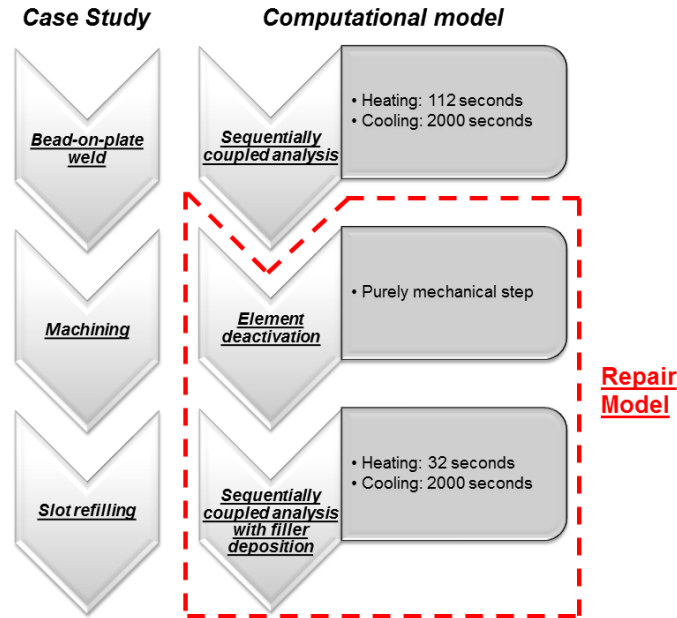 Case Study
Computational model
Bead-on-plate
weld
Sequentially
coupled analysis
• Heating: 112 seconds
• Cooling: 2000 seconds
Machining
Element
deactivation
• Purely mechanical step
Repair
Model
Slot refilling
Sequentially
coupled analysis
with filler
deposition
• Heating: 32 seconds
• Cooling: 2000 seconds